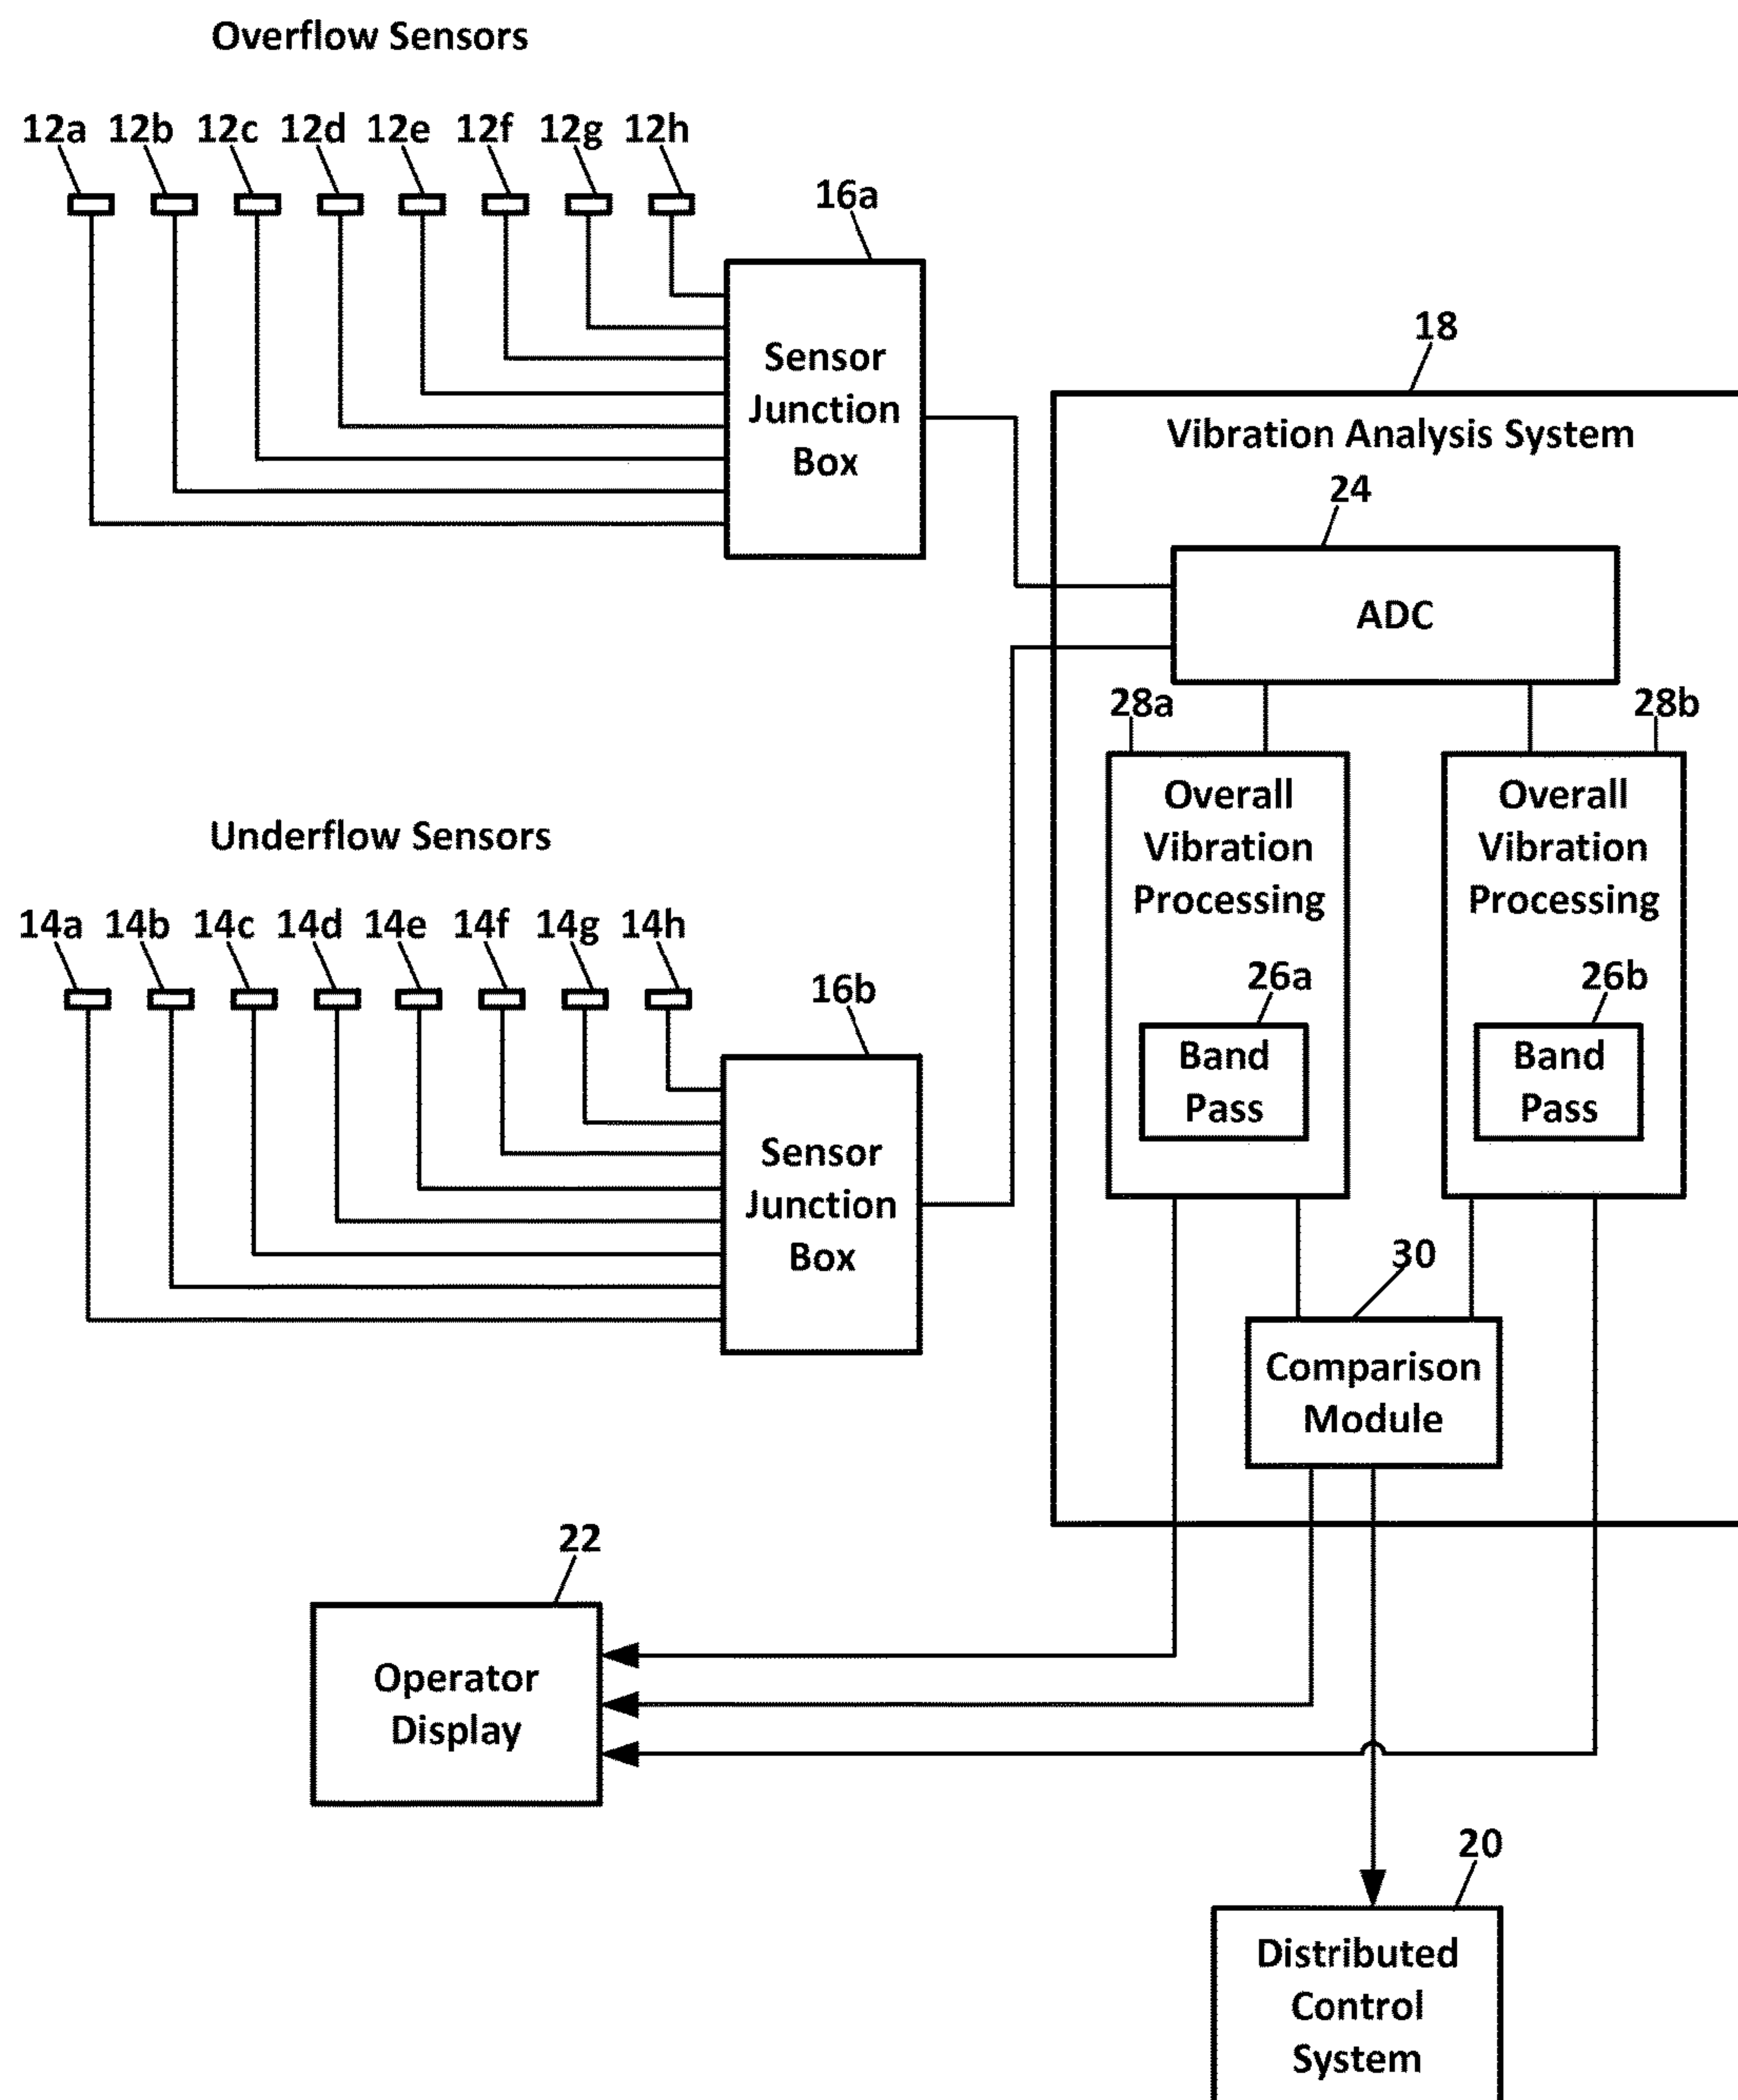 Overflow Sensors
12a 12b 12c 12d 12e 12f 12g 12h
16a
Sensor
Junction
Box
18
Vibration Analysis System
24
ADC
28a 28b
Overall
Vibration
Processing
26a
Band
Pass
Overall
Vibration
Processing
26b
Band
Pass
Underflow Sensors
14a 14b 14c 14d 14e 14f 14g 14h
16b
Sensor
Junction
Box
30
Comparison
Module
22
Operator
Display
20
Distributed
Control
System